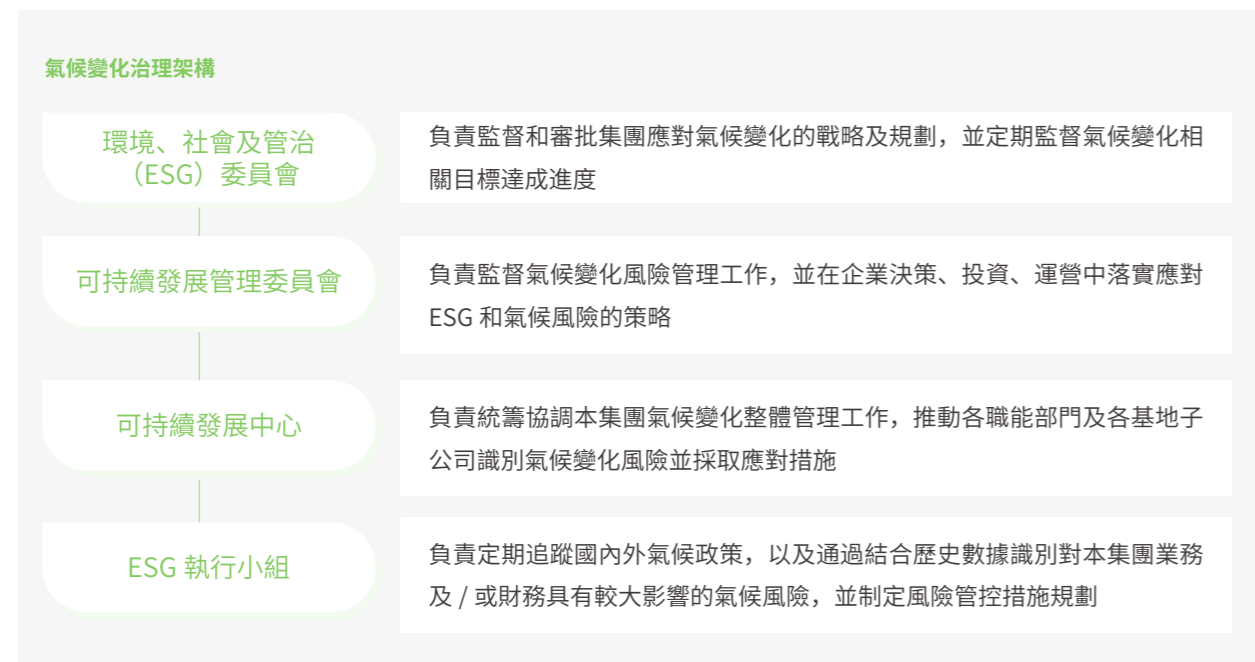 氣候變化治理架構
環境、社會及管治
（ESG）委員會
負責監督和審批集團應對氣候變化的戰略及規劃，並定期監督氣候變化相
關目標達成進度
可持續發展管理委員會
負責監督氣候變化風險管理工作，並在企業決策、投資、運營中落實應對
ESG 和氣候風險的策略
可持續發展中心
負責統籌協調本集團氣候變化整體管理工作，推動各職能部門及各基地子
公司識別氣候變化風險並採取應對措施
ESG 執行小組
負責定期追蹤國內外氣候政策，以及通過結合歷史數據識別對本集團業務
及 / 或財務具有較大影響的氣候風險，並制定風險管控措施規劃